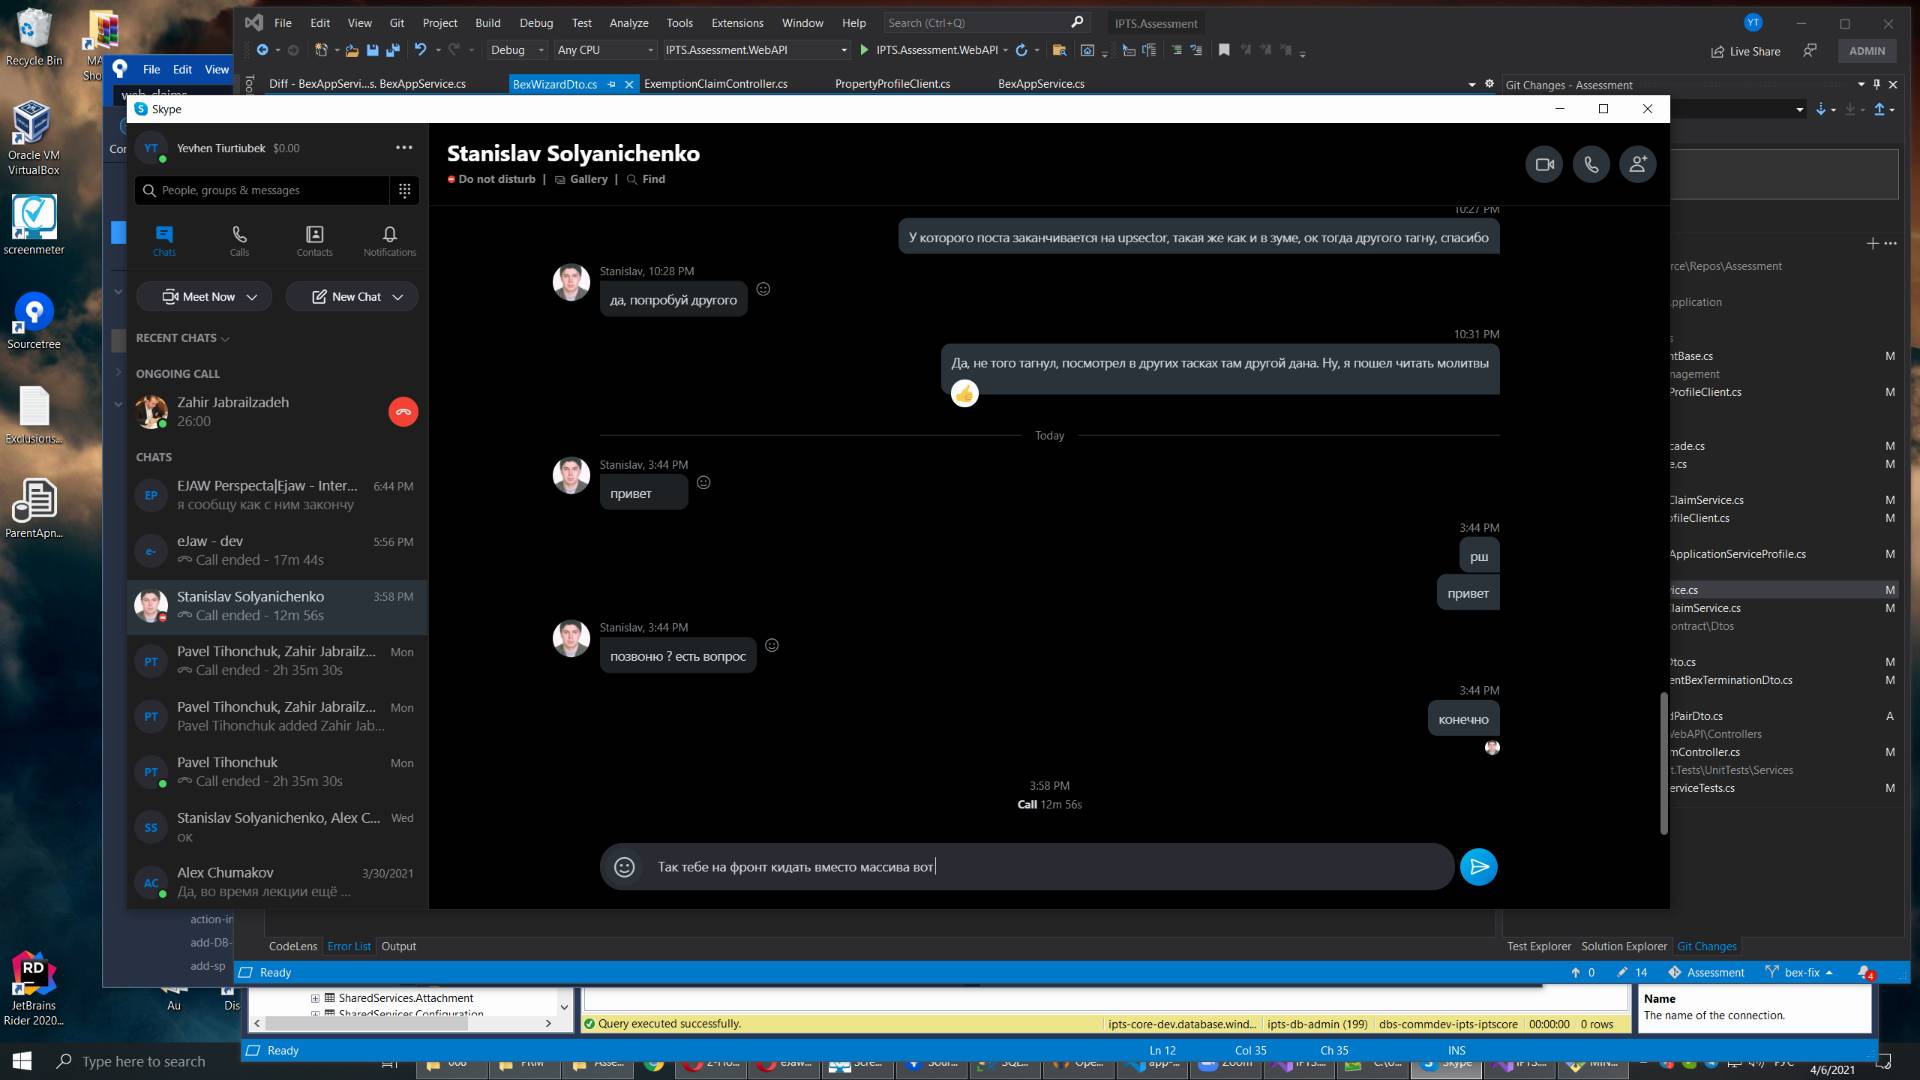 Recycle Bin
Oracle VM
VirtualBox
screenmeter
Sourcetree
Exclusions...
ParentApn...
JetBrains
Rider 2020...
File Edit View
File Edit View Git Project Build Debug Test Analyze Tools Extensions Window Help Search (Ctrl+Q) IPTS.Assessment YT
Debug Any CPU IPTS.Assessment.WebAPI IPTS.Assessment.WebAPI Live Share ADMIN
Diff - BexAppServi...s. BexAppService.cs BexWizardDto.cs ExemptionClaimController.cs PropertyProfileClient.cs BexAppService.cs Git Changes - Assessment
Skype
YT Yevhen Tiurtiubek $0.00
People, groups & messages
Chats Calls Contacts Notifications
Meet Now New Chat
RECENT CHATS
ONGOING CALL
Zahir Jabrailzadeh
26:00
CHATS
EP EJAW Perspecta|Ejaw - Inter... 6:44 PM
я сообщу как с ним закончу
e- eJaw - dev 5:56 PM
Call ended - 17m 44s
Stanislav Solyanichenko 3:58 PM
Call ended - 12m 56s
PT Pavel Tihonchuk, Zahir Jabrailz... Mon
Call ended - 2h 35m 30s
PT Pavel Tihonchuk, Zahir Jabrailz... Mon
Pavel Tihonchuk added Zahir Jab...
PT Pavel Tihonchuk Mon
Call ended - 2h 35m 30s
SS Stanislav Solyanichenko, Alex C... Wed
ок
AC Alex Chumakov 3/30/2021
Да, во время лекции ещё ...
Stanislav Solyanichenko
Do not disturb | Gallery | Find
10:27 PM
У которого поста заканчивается на upsector, такая же как и в зуме, ок тогда другого тагну, спасибо
Stanislav, 10:28 PM
да, попробуй другого
10:31 PM
Да, не того тагнул, посмотрел в других тасках там другой дана. Ну, я пошел читать молитвы
Today
Stanislav, 3:44 PM
привет
3:44 PM
рш
привет
Stanislav, 3:44 PM
позвоню ? есть вопрос
3:44 PM
конечно
3:58 PM
Call 12m 56s
Так тебе на фронт кидать вместо массива вот
rce\Repos\Assessment
pplication
ntBase.cs M
nagement
ProfileClient.cs M
cade.cs M
e.cs M
ClaimService.cs M
ofileClient.cs M
ApplicationServiceProfile.cs M
vice.cs M
ClaimService.cs M
ontract\Dtos
Dto.cs M
entBexTerminationDto.cs M
dPairDto.cs A
WebAPI\Controllers
mController.cs M
t.Tests\UnitTests\Services
erviceTests.cs M
action-in
add-DB-
add-sp
CodeLens Error List Output
Test Explorer Solution Explorer Git Changes
Ready 0 14 Assessment bex-fix 4
SharedServices.Attachment
SharedServices.Configuration
Query executed successfully. ipts-core-dev.database.wind... ipts-db-admin (199) dbs-commdev-ipts-iptscore 00:00:00 0 rows
Name
The name of the connection.
Ready Ln 12 Col 35 Ch 35 INS
Type here to search
4/6/2021